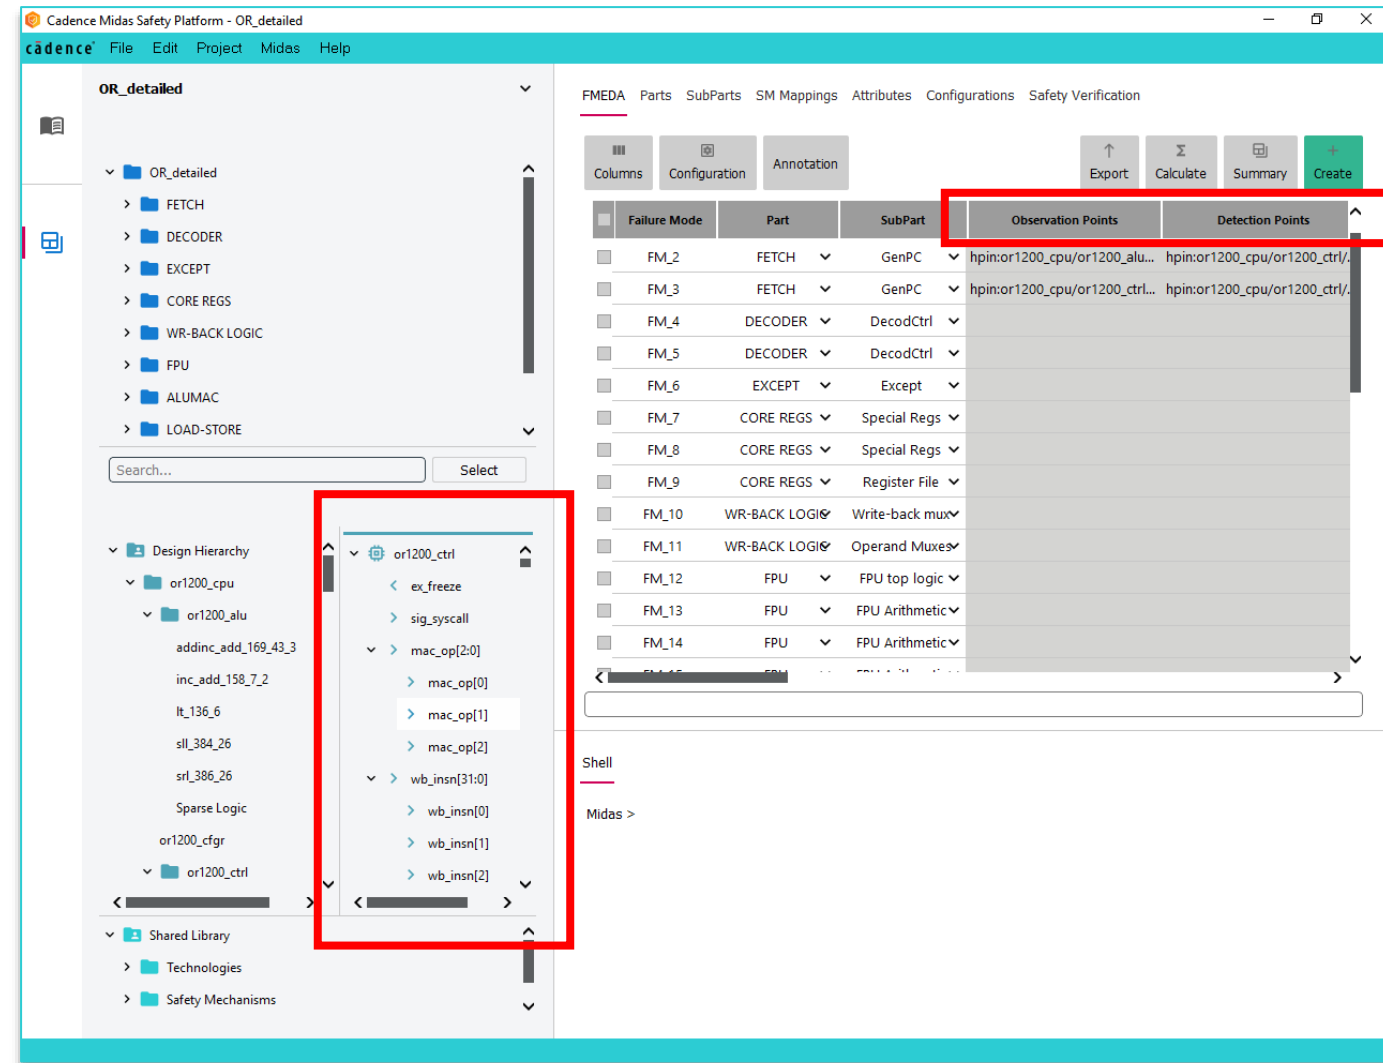 Cadence Midas Safety Platform - OR_detailed
cādence File Edit Project Midas Help
OR_detailed
OR_detailed
FETCH
DECODER
EXCEPT
CORE REGS
WR-BACK LOGIC
FPU
ALUMAC
LOAD-STORE
Search... Select
Design Hierarchy
or1200_cpu
or1200_alu
addinc_add_169_43_3
inc_add_158_7_2
lt_136_6
sll_384_26
srl_386_26
Sparse Logic
or1200_cfgr
or1200_ctrl
or1200_ctrl
ex_freeze
sig_syscall
mac_op[2:0]
mac_op[0]
mac_op[1]
mac_op[2]
wb_insn[31:0]
wb_insn[0]
wb_insn[1]
wb_insn[2]
Shared Library
Technologies
Safety Mechanisms
FMEDA Parts SubParts SM Mappings Attributes Configurations Safety Verification
Columns Configuration Annotation Export Calculate Summary Create
Failure Mode Part SubPart Observation Points Detection Points
FM_2 FETCH GenPC hpin:or1200_cpu/or1200_alu... hpin:or1200_cpu/or1200_ctrl/.
FM_3 FETCH GenPC hpin:or1200_cpu/or1200_ctrl... hpin:or1200_cpu/or1200_ctrl/.
FM_4 DECODER DecodCtrl
FM_5 DECODER DecodCtrl
FM_6 EXCEPT Except
FM_7 CORE REGS Special Regs
FM_8 CORE REGS Special Regs
FM_9 CORE REGS Register File
FM_10 WR-BACK LOGIC Write-back mux
FM_11 WR-BACK LOGIC Operand Muxes
FM_12 FPU FPU top logic
FM_13 FPU FPU Arithmetic
FM_14 FPU FPU Arithmetic
Shell
Midas >